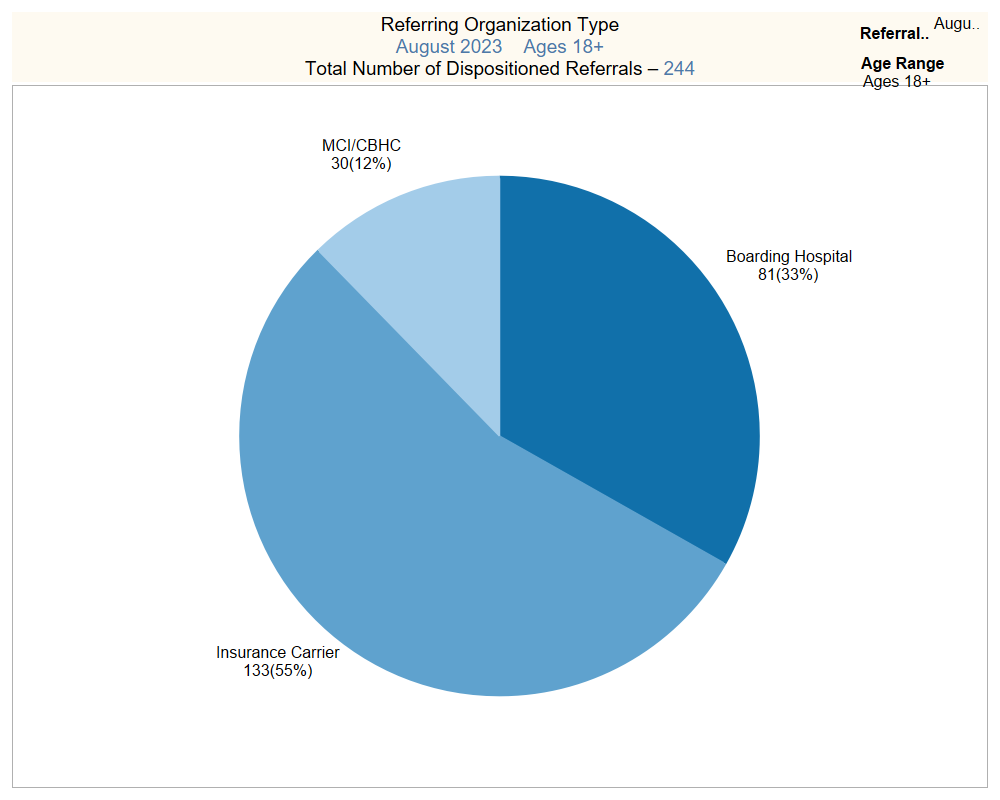 Referring Organization Type
August 2023 Ages 18+
Total Number of Dispositioned Referrals – 244
Referral.. Augu..
Age Range
Ages 18+
MCI/CBHC
30(12%)
Boarding Hospital
81(33%)
Insurance Carrier
133(55%)